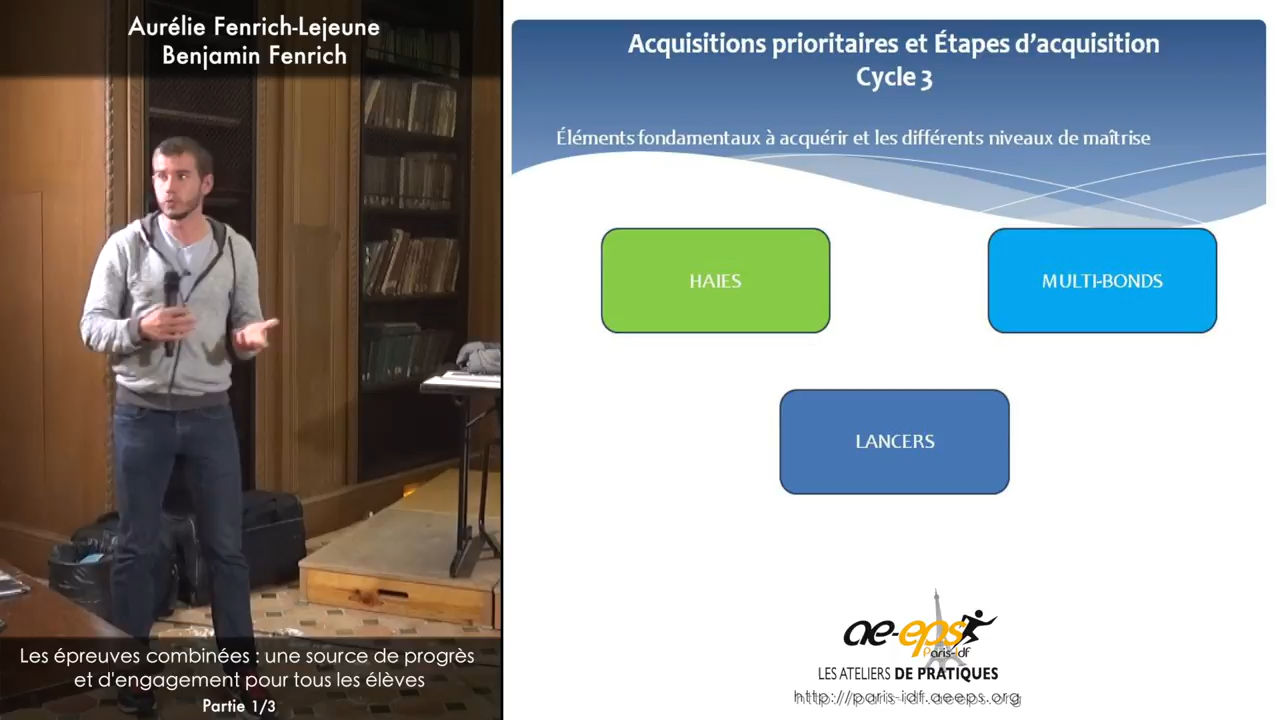 Aurélie Fenrich-Lejeune
Benjamin Fenrich
Les épreuves combinées : une source de progrès
et d'engagement pour tous les élèves
Partie 1/3
Acquisitions prioritaires et Étapes d'acquisition
Cycle 3
Éléments fondamentaux à acquérir et les différents niveaux de maîtrise
HAIES
MULTI-BONDS
LANCERS
ae-eps
Paris-idf
LES ATELIERS DE PRATIQUES
http://paris-idf.aeeps.org